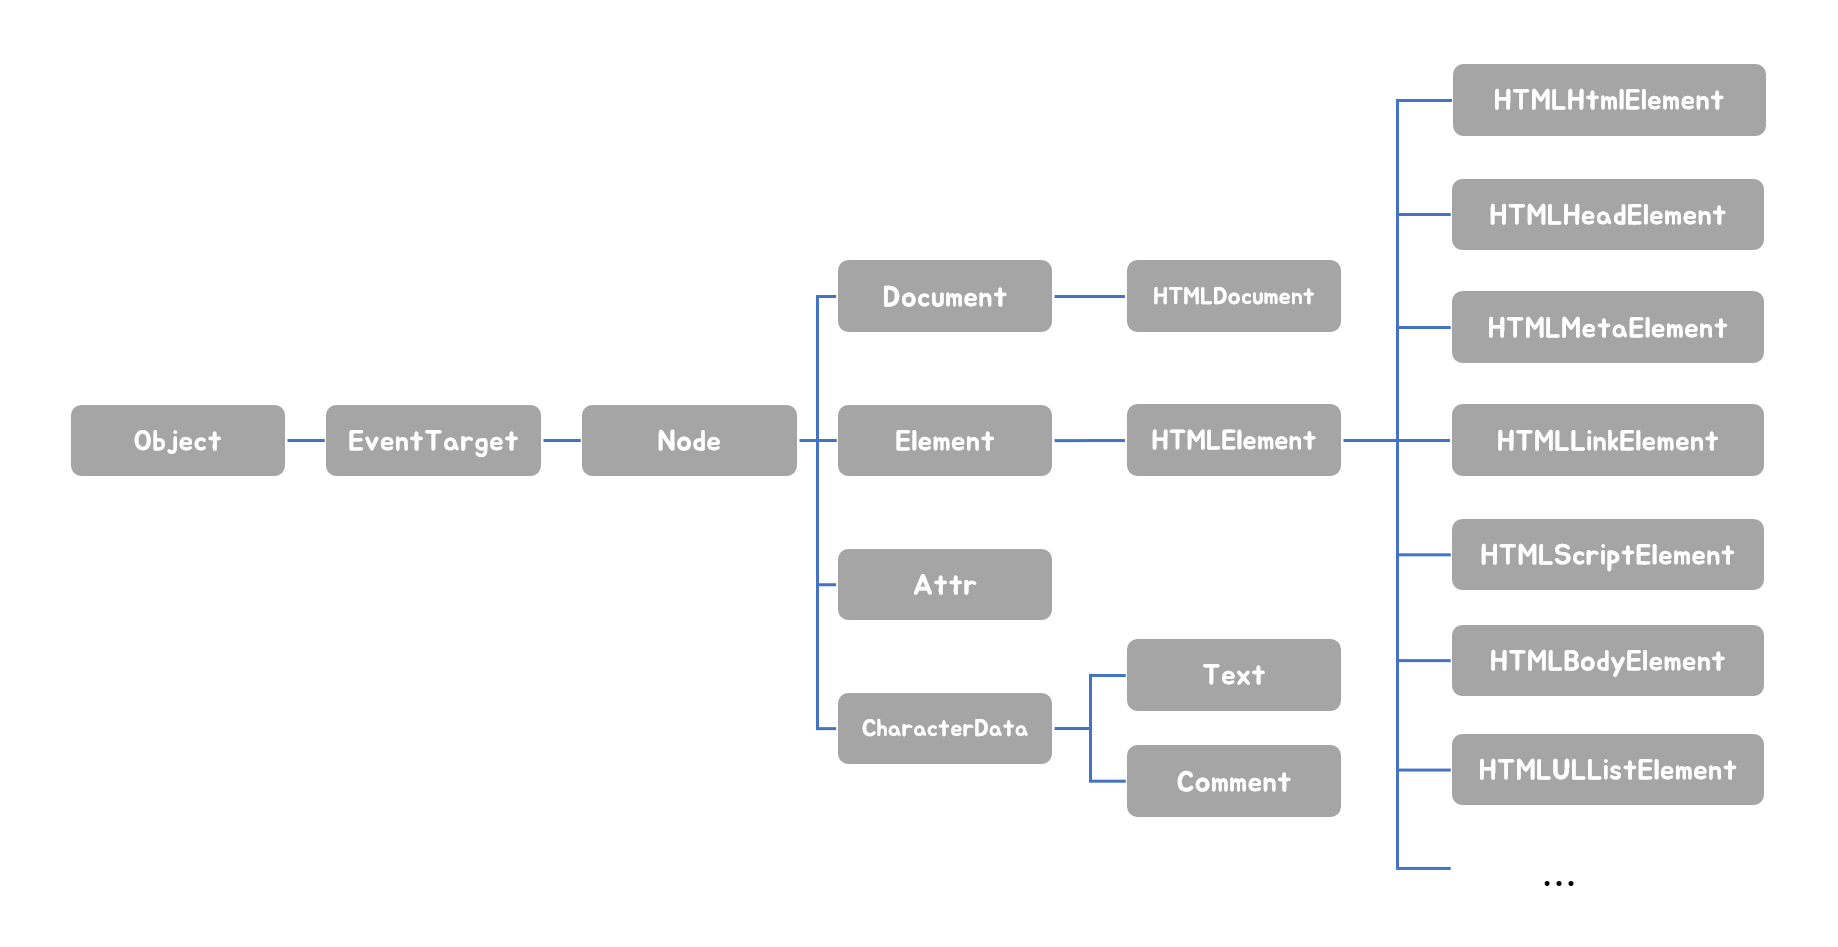 Object
EventTarget
Node
Document
Element
Attr
CharacterData
HTMLDocument
HTMLElement
Text
Comment
HTMLHtmlElement
HTMLHeadElement
HTMLMetaElement
HTMLLinkElement
HTMLScriptElement
HTMLBodyElement
HTMLULListElement
...